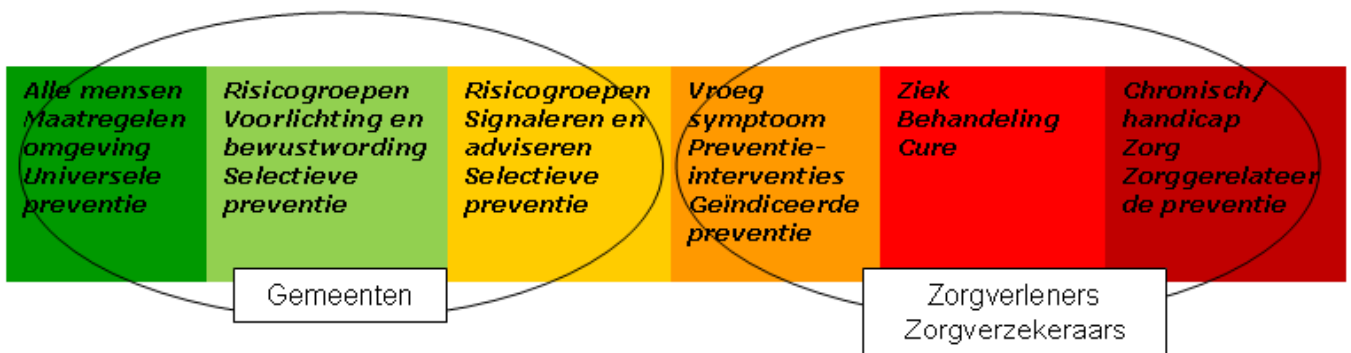 Alle mensen
Maatregelen
omgeving
Universele
preventie
Risicogroepen
Voorlichting en
bewustwording
Selectieve
preventie
Risicogroepen
Signaleren en
adviseren
Selectieve
preventie
Vroeg
symptoom
Preventie-
interventies
Geïndiceerde
preventie
Ziek
Behandeling
Cure
Chronisch/
handicap
Zorg
Zorggerelateer
de preventie
Gemeenten
Zorgverleners
Zorgverzekeraars